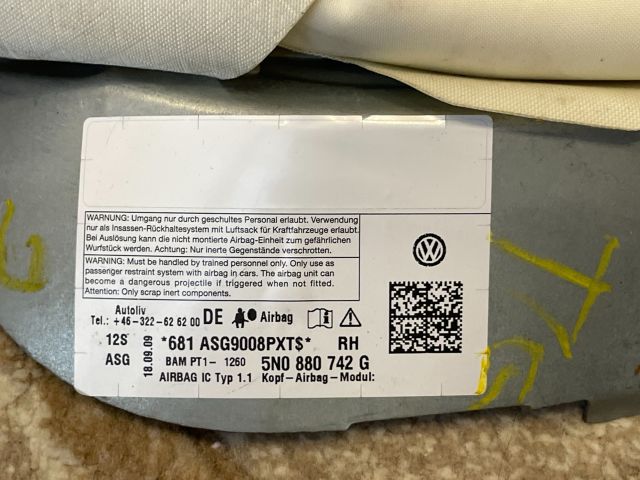 WARNUNG: Umgang nur durch geschultes Personal erlaubt. Verwendung
nur als Insassen-Rückhaltesystem mit Luftsack für Kraftfahrzeuge erlaubt.
Bei Auslösung kann die nicht montierte Airbag-Einheit zum gefährlichen
Wurfstück werden. Achtung: Nur inerte Gegenstände verschrotten.
WARNING: Must be handled by trained personnel only. Only use as
passenger restraint system with airbag in cars. The airbag unit can
become a dangerous projectile if triggered when not fitted.
Attention: Only scrap inert components.
Autoliv
Tel.: +46-322-62 62 00 DE Airbag
12S 18.09.09 *681 ASG9008PXT$* RH
ASG BAM PT1- 1260 5N0 880 742 G
AIRBAG IC Typ 1.1 Kopf-Airbag-Modul: